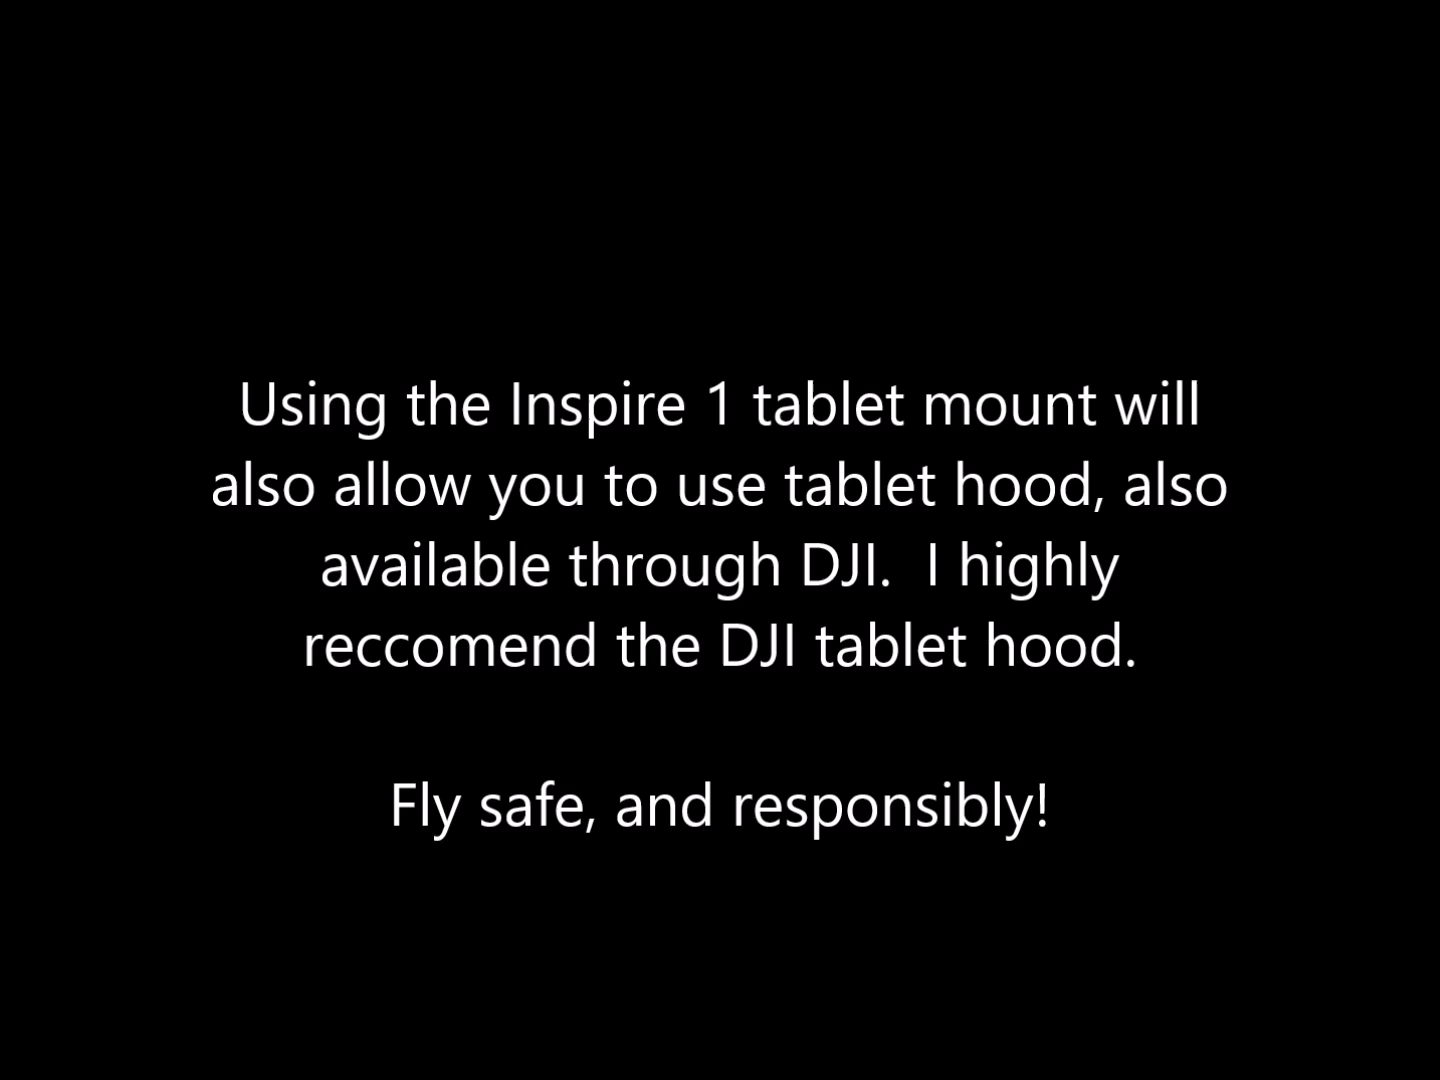 Using the Inspire 1 tablet mount will
also allow you to use tablet hood, also
available through DJI.  I highly
reccomend the DJI tablet hood.
Fly safe, and responsibly!